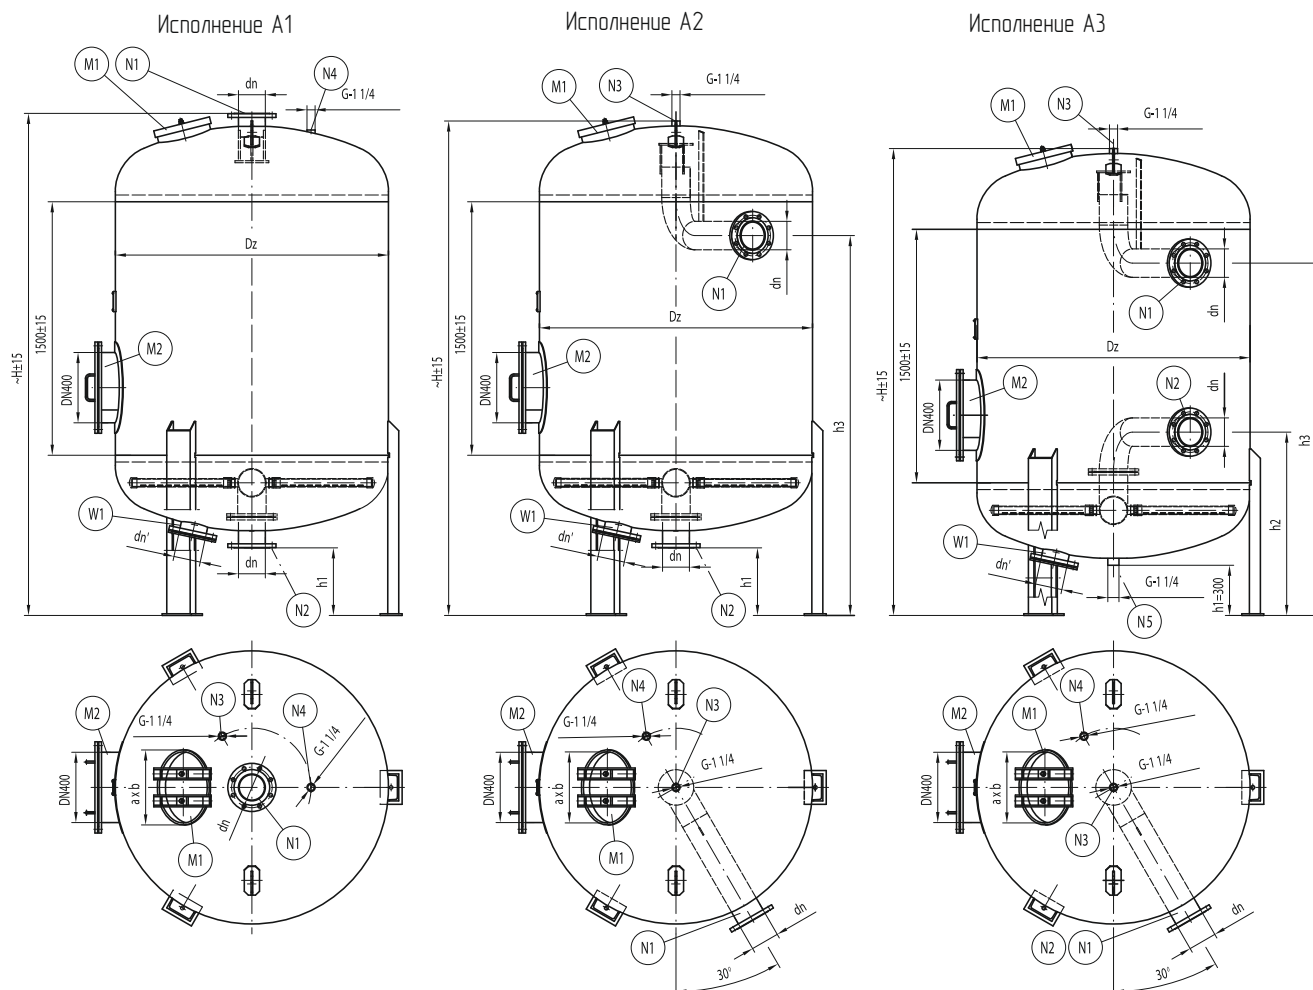 Исполнение А1
Исполнение А2
Исполнение А3
M1
N1
dn
N4
G-1 1/4
~H±15
1500±15
Dz
M2
DN400
W1
dn'
dn
h1
N2
M1
N3
G-1 1/4
~H±15
1500±15
N1
dn
Dz
M2
DN400
h3
W1
dn'
dn
h1
N2
M1
N3
G-1 1/4
~H±15
1500±15
N1
dn
Dz
M2
DN400
N2
dn
h3
h2
W1
dn'
G-1 1/4
h1=300
N5
M2
N3
N4
G-1 1/4
G-1 1/4
DN400
a x b
dn
M1
N1
M2
N4
N3
G-1 1/4
G-1 1/4
DN400
a x b
M1
N1
dn
30°
M2
M1
N4
G-1 1/4
G-1 1/4
DN400
a x b
N3
N2
N1
dn
30°